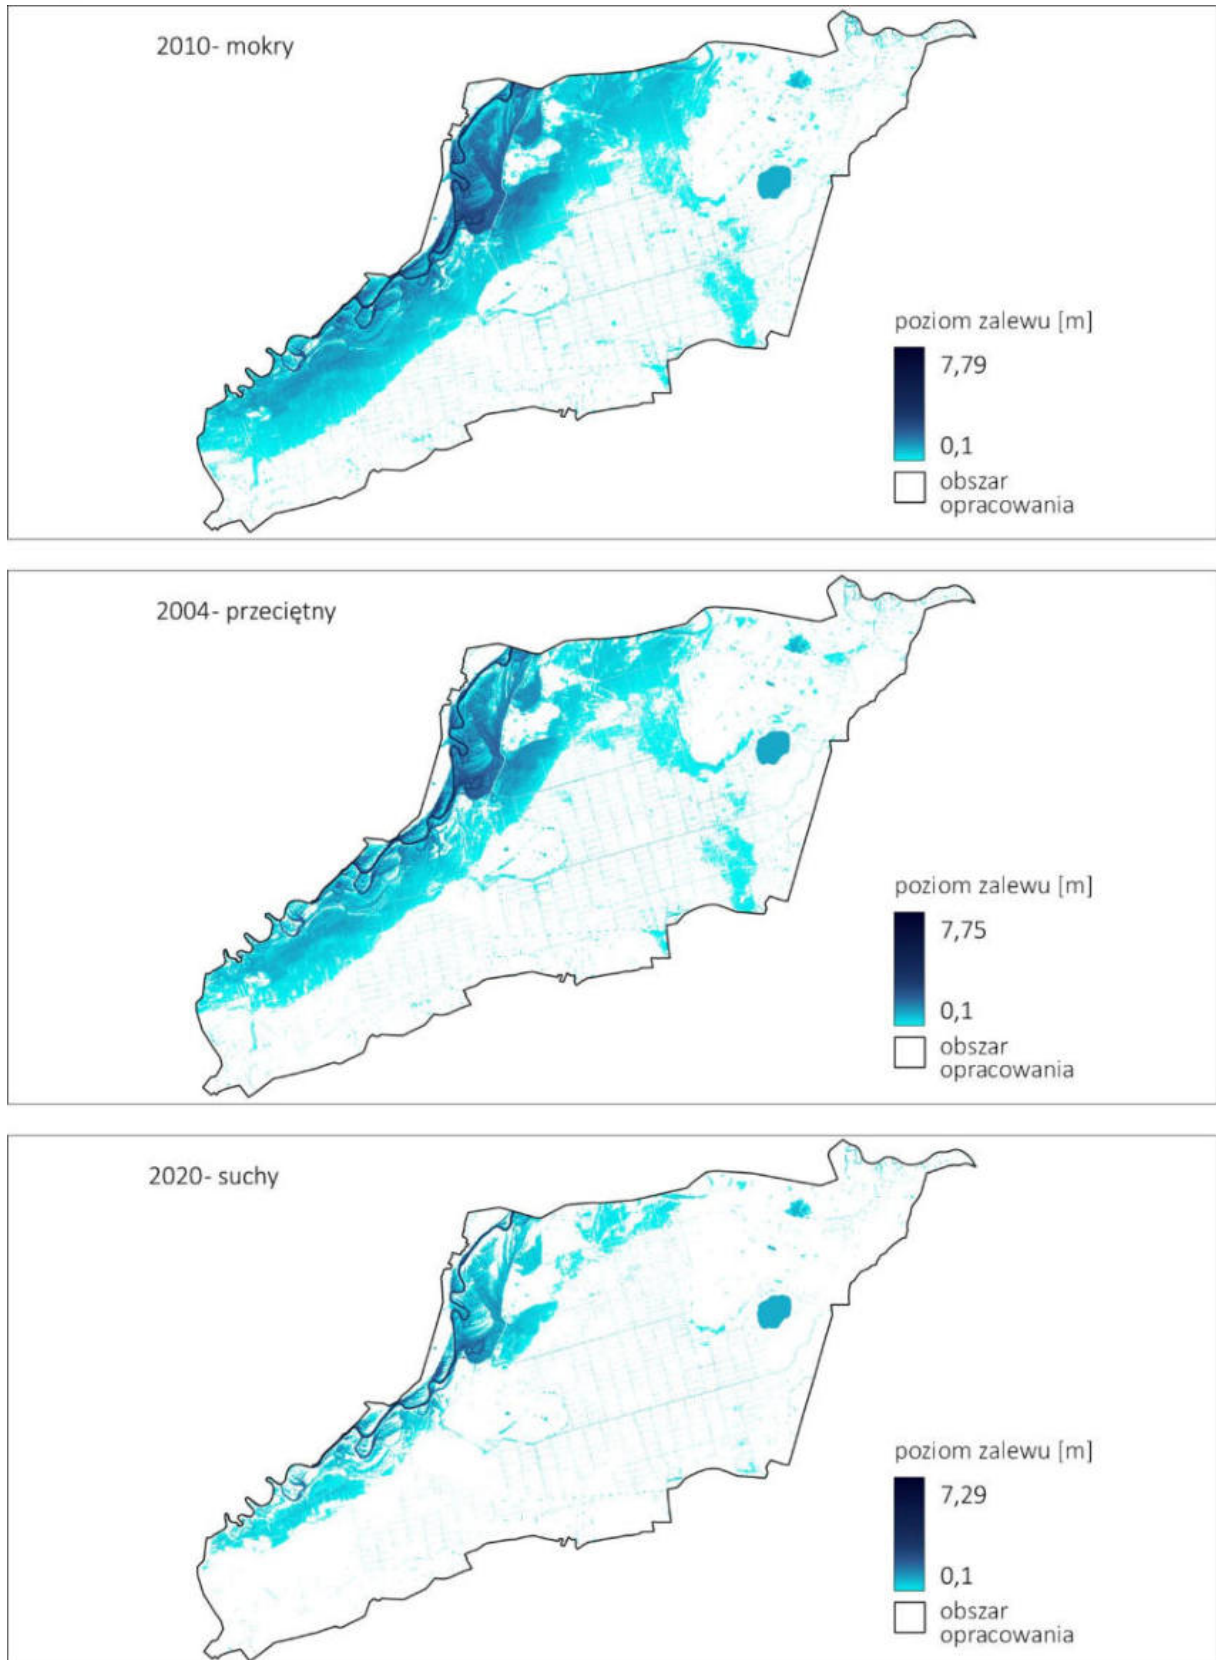 2010- mokry
poziom zalewu [m]
7,79
0,1
obszar
opracowania
2004- przeciętny
poziom zalewu [m]
7,75
0,1
obszar
opracowania
2020- suchy
poziom zalewu [m]
7,29
0,1
obszar
opracowania